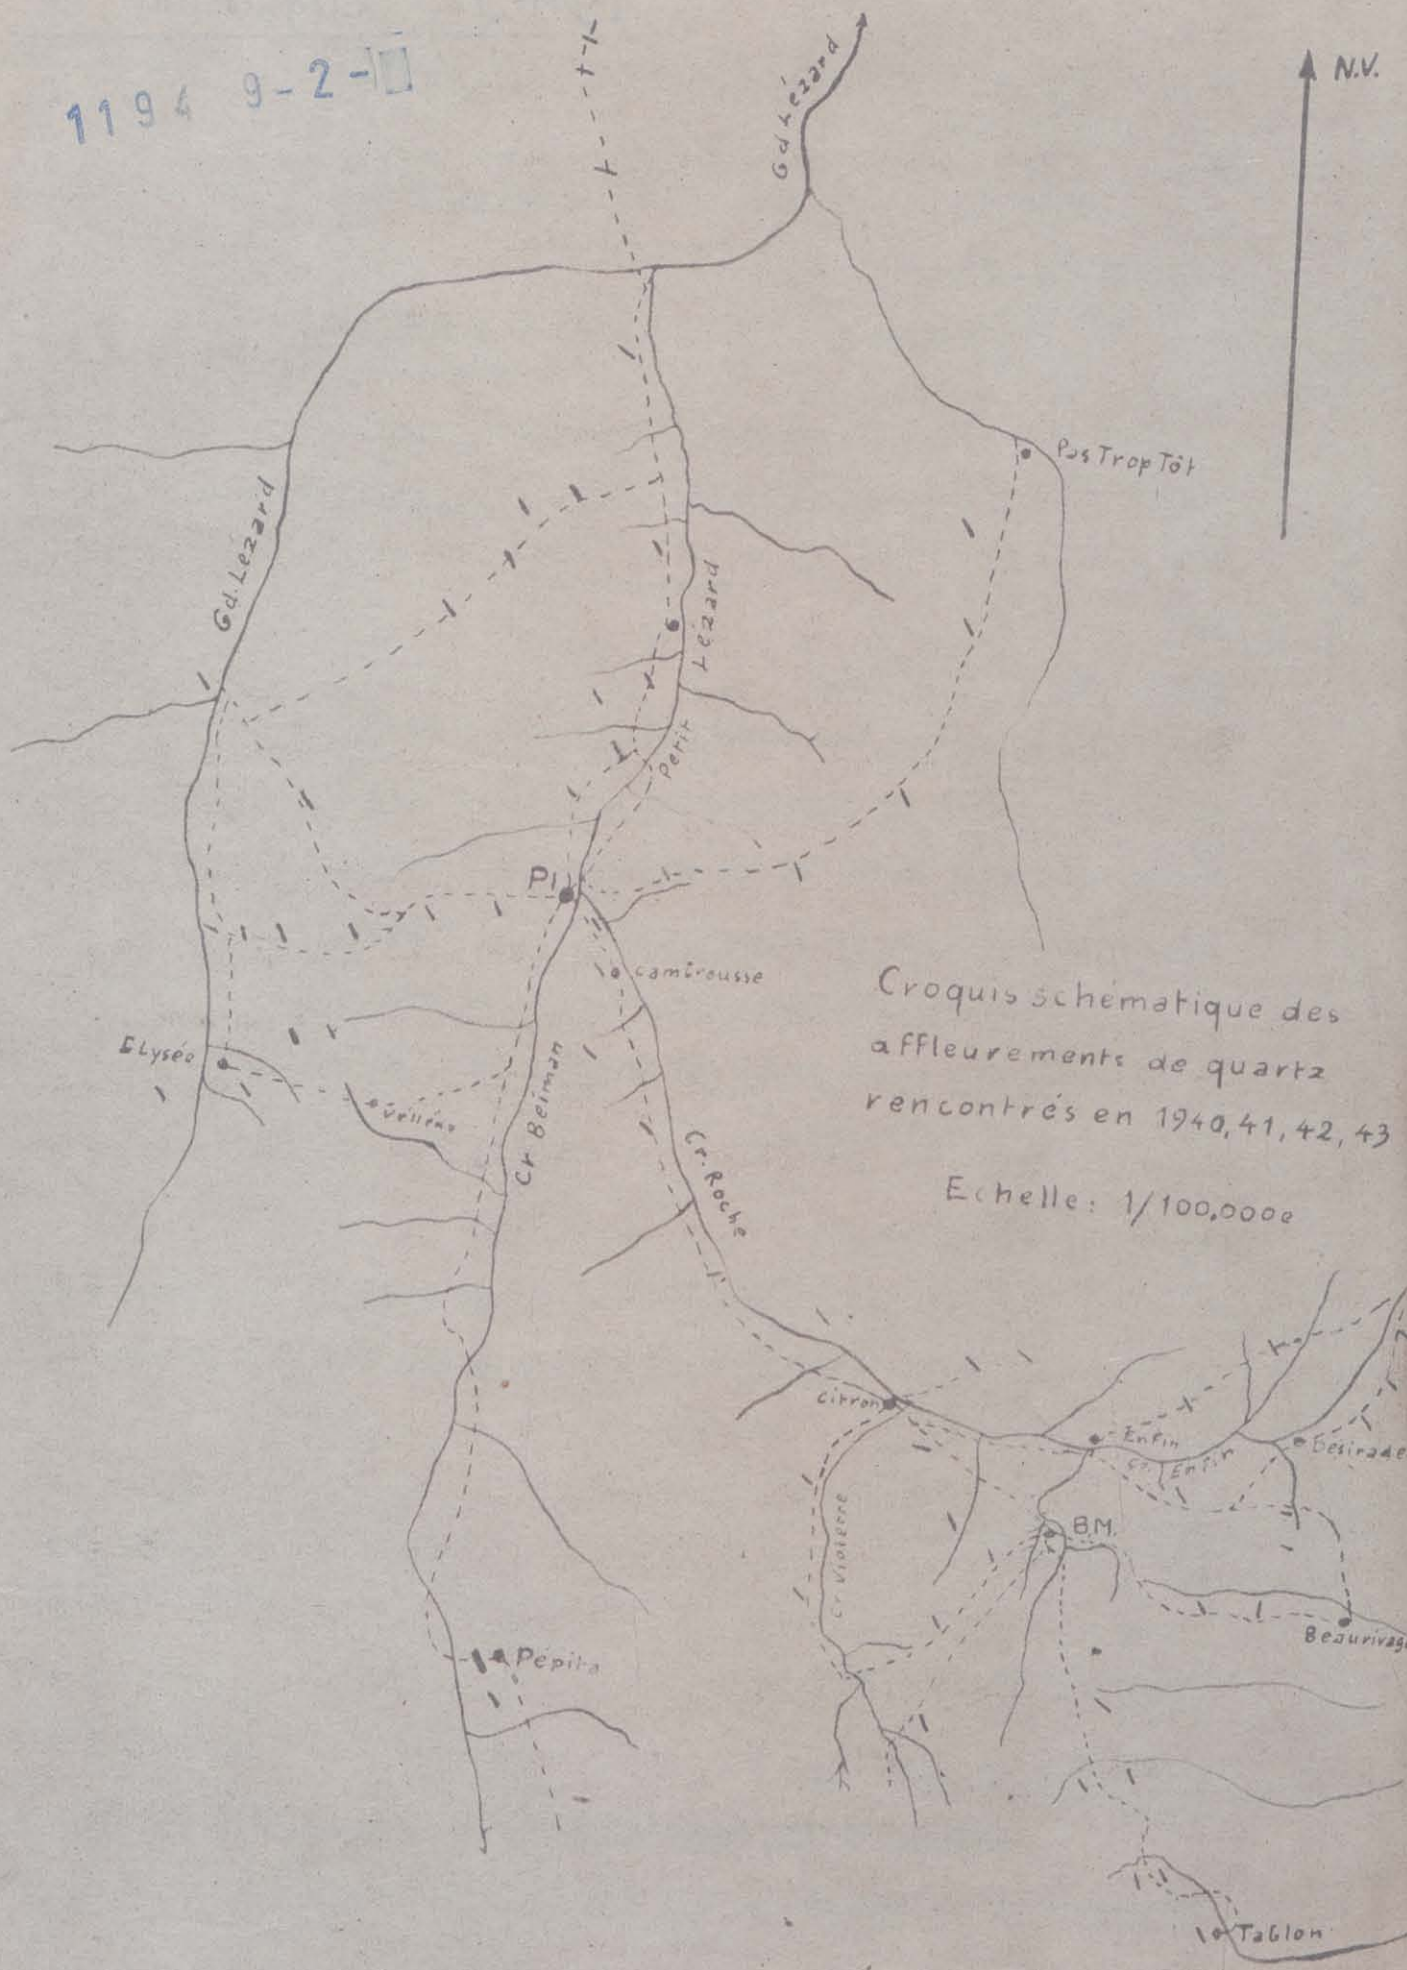 1194 9-2-
N.V.
Gd Lézard
Pas Trop Tôt
Gd. Lézard
Petit Lézard
PI
camtrousse
Croquis schématique des
affleurements de quartz
rencontrés en 1940, 41, 42, 43
Echelle: 1/100,000e
Elysée
Cr Beiman
Cr. Roche
citron
Enfin
Cr. Enfin
Désirade
Cr. Violette
B.M.
Beaurivage
Pépita
Tablon